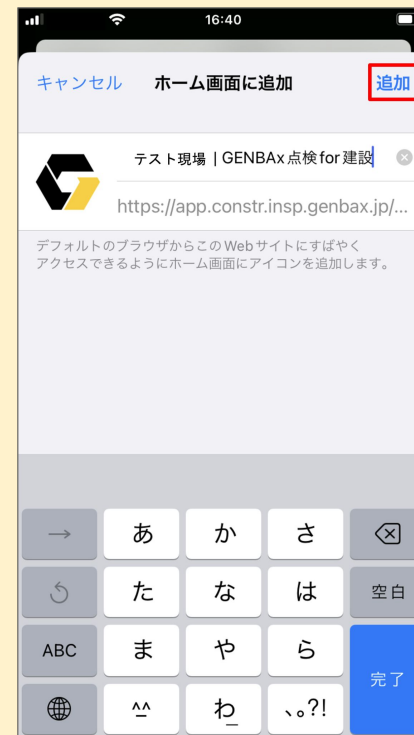 16:40
キャンセル ホーム画面に追加 追加
テスト現場 | GENBAx点検for建設
https://app.constr.insp.genbax.jp/...
デフォルトのブラウザからこのWebサイトにすばやく
アクセスできるようにホーム画面にアイコンを追加します。
→ あ か さ
た な は 空白
ABC ま や ら 完了
^^ わ 、。?!